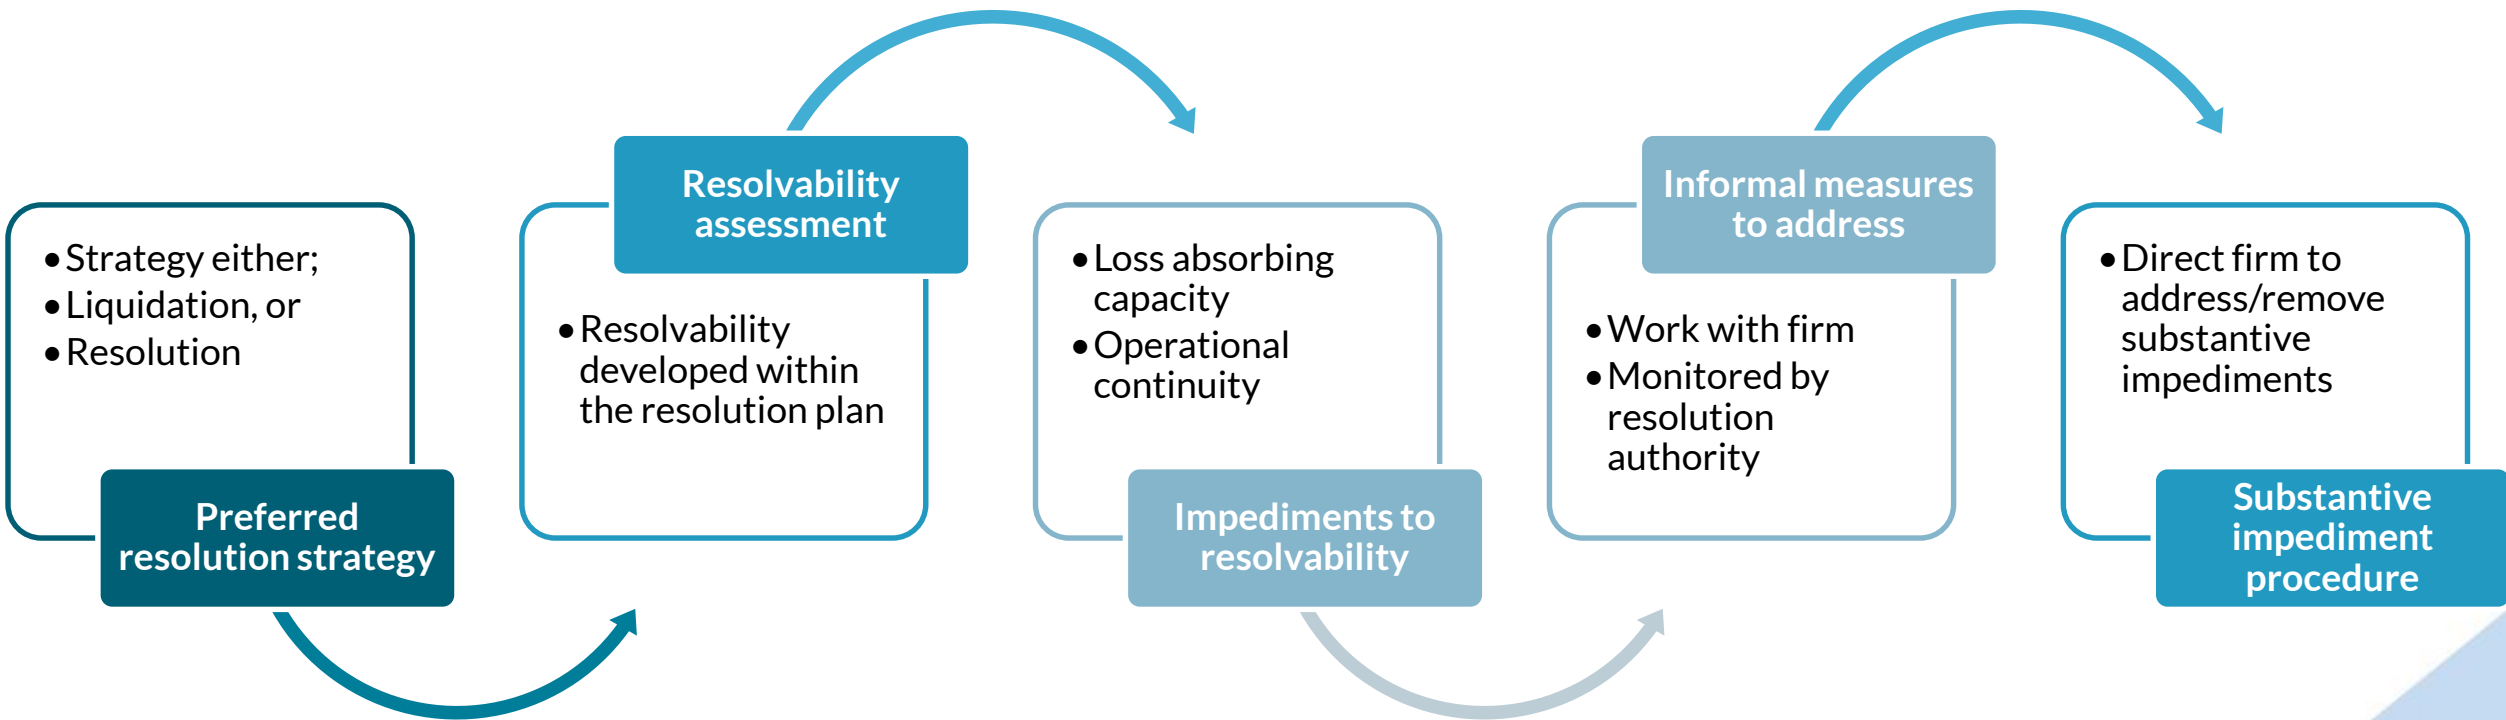 •Strategy either;
•Liquidation, or
•Resolution
Preferred
resolution strategy
Resolvability
assessment
•Resolvability
developed within
the resolution plan
•Loss absorbing
capacity
•Operational
continuity
Impediments to
resolvability
Informal measures
to address
•Work with firm
•Monitored by
resolution
authority
•Direct firm to
address/remove
substantive
impediments
Substantive
impediment
procedure